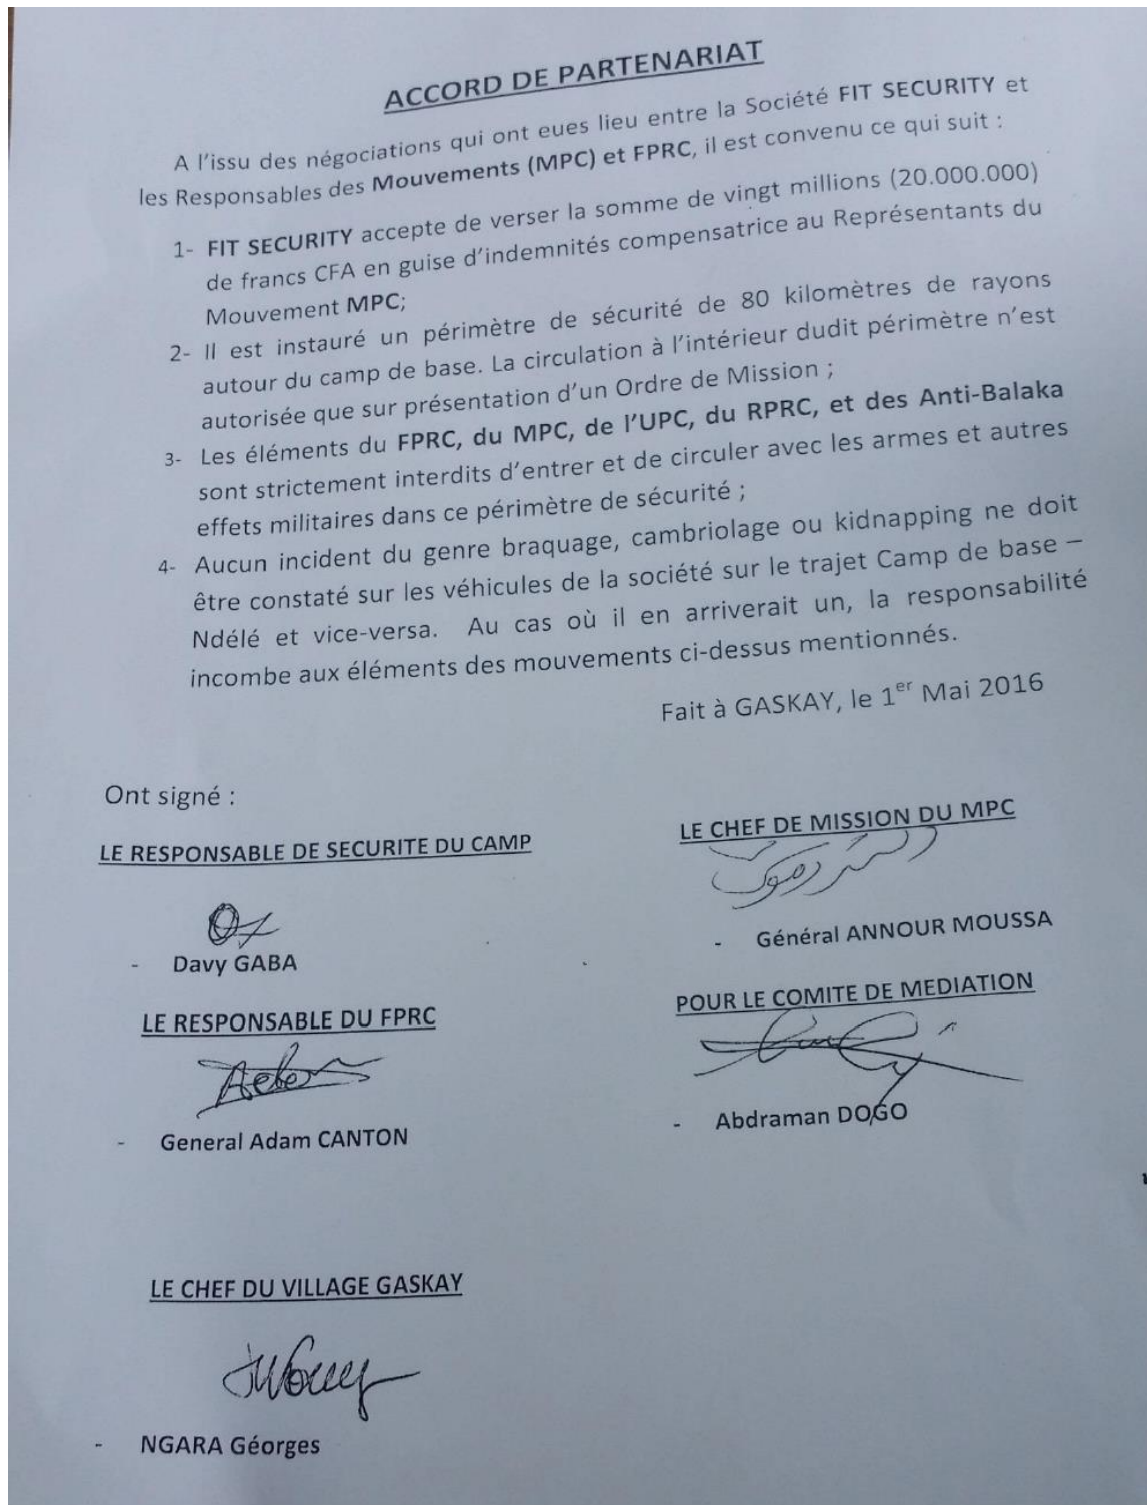 ACCORD DE PARTENARIAT
A l'issu des négociations qui ont eues lieu entre la Société FIT SECURITY et
les Responsables des Mouvements (MPC) et FPRC, il est convenu ce qui suit :
1- FIT SECURITY accepte de verser la somme de vingt millions (20.000.000)
de francs CFA en guise d'indemnités compensatrice au Représentants du
Mouvement MPC;
2- Il est instauré un périmètre de sécurité de 80 kilomètres de rayons
autour du camp de base. La circulation à l'intérieur dudit périmètre n'est
autorisée que sur présentation d'un Ordre de Mission ;
3- Les éléments du FPRC, du MPC, de l'UPC, du RPRC, et des Anti-Balaka
sont strictement interdits d'entrer et de circuler avec les armes et autres
effets militaires dans ce périmètre de sécurité ;
4- Aucun incident du genre braquage, cambriolage ou kidnapping ne doit
être constaté sur les véhicules de la société sur le trajet Camp de base –
Ndélé et vice-versa. Au cas où il en arriverait un, la responsabilité
incombe aux éléments des mouvements ci-dessus mentionnés.
Fait à GASKAY, le 1er Mai 2016
Ont signé :
LE RESPONSABLE DE SECURITE DU CAMP
LE CHEF DE MISSION DU MPC
- Davy GABA
- Général ANNOUR MOUSSA
LE RESPONSABLE DU FPRC
POUR LE COMITE DE MEDIATION
- General Adam CANTON
- Abdraman DOGO
LE CHEF DU VILLAGE GASKAY
- NGARA Géorges